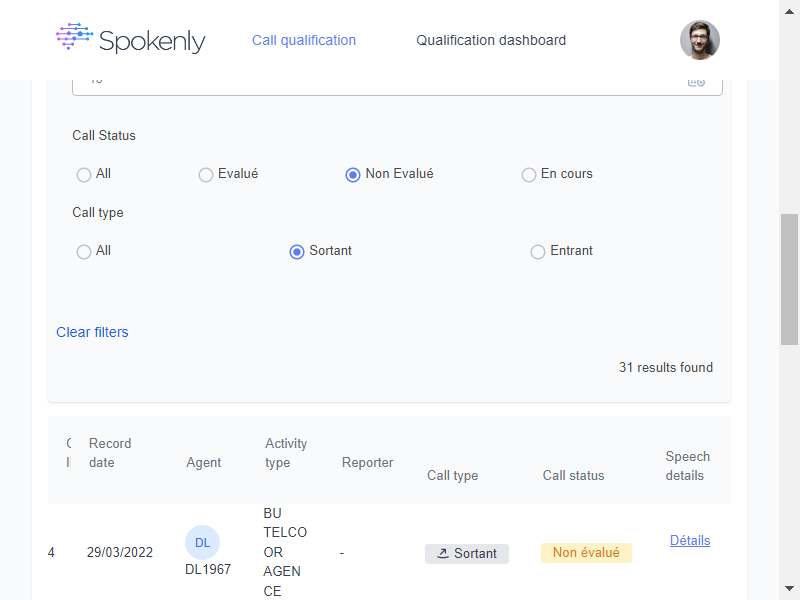 Spokenly Call qualification Qualification dashboard
Call Status
All Evalué Non Evalué En cours
Call type
All Sortant Entrant
Clear filters
31 results found
Record date Agent Activity type Reporter Call type Call status Speech details
4 29/03/2022 DL DL1967 BU TELCO OR AGEN CE - Sortant Non évalué Détails